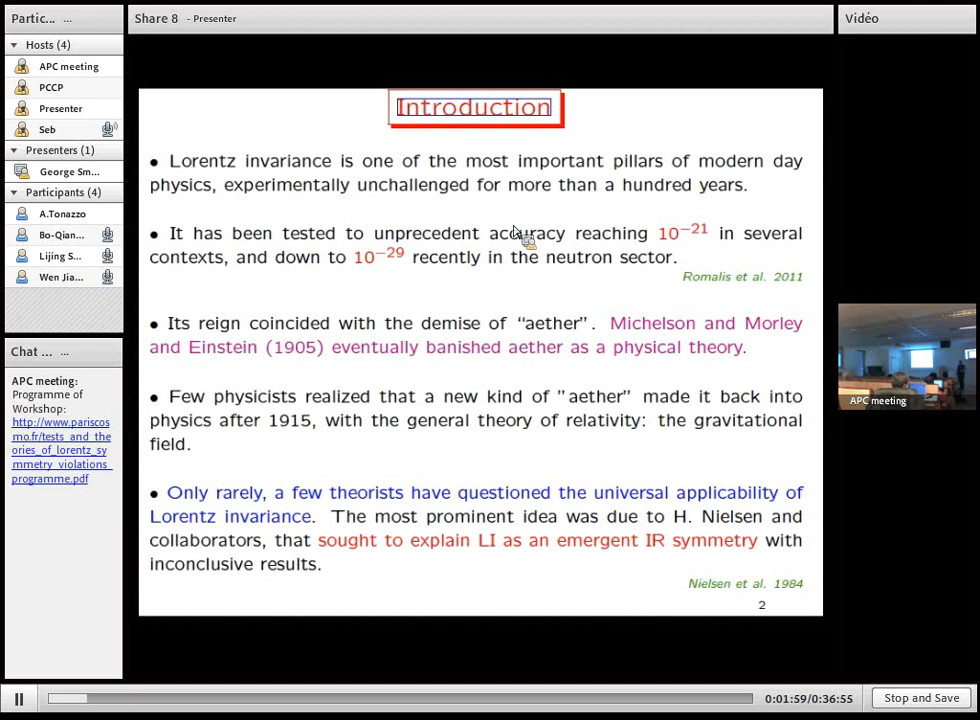 Partic... ...
Hosts (4)
APC meeting
PCCP
Presenter
Seb
Presenters (1)
George Sm...
Participants (4)
A.Tonazzo
Bo-Qian...
Lijing S...
Wen Jia...
Chat ... ...
APC meeting:
Programme of
Workshop:
http://www.pariscos
mo.fr/tests_and_the
ories_of_lorentz_sy
mmetry_violations_
programme.pdf
Share 8 - Presenter
Introduction
• Lorentz invariance is one of the most important pillars of modern day
physics, experimentally unchallenged for more than a hundred years.
• It has been tested to unprecedent accuracy reaching 10⁻²¹ in several
contexts, and down to 10⁻²⁹ recently in the neutron sector.
Romalis et al. 2011
• Its reign coincided with the demise of “aether”. Michelson and Morley
and Einstein (1905) eventually banished aether as a physical theory.
• Few physicists realized that a new kind of ”aether” made it back into
physics after 1915, with the general theory of relativity: the gravitational
field.
• Only rarely, a few theorists have questioned the universal applicability of
Lorentz invariance. The most prominent idea was due to H. Nielsen and
collaborators, that sought to explain LI as an emergent IR symmetry with
inconclusive results.
Nielsen et al. 1984
2
Vidéo
APC meeting
0:01:59/0:36:55
Stop and Save